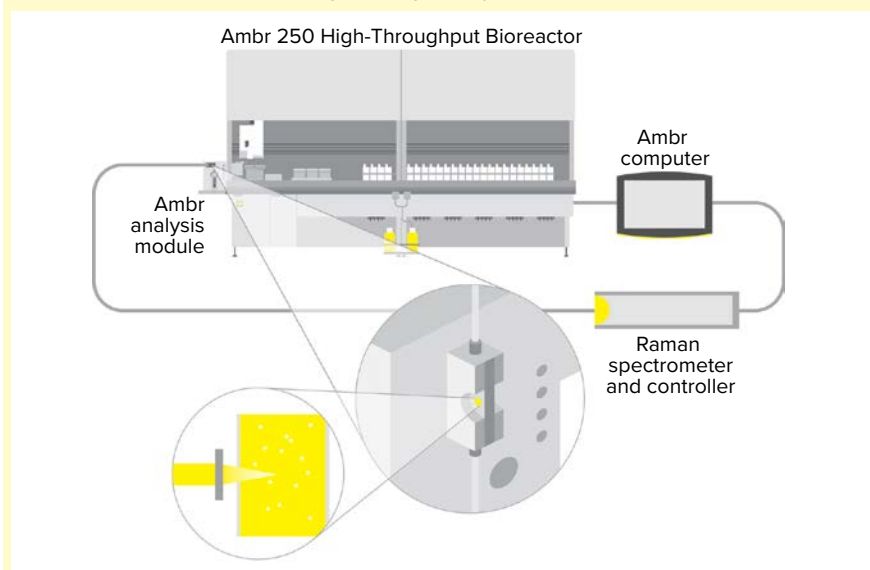 Ambr 250 High-Throughput Bioreactor
Ambr
computer
Ambr
analysis
module
Raman
spectrometer
and controller